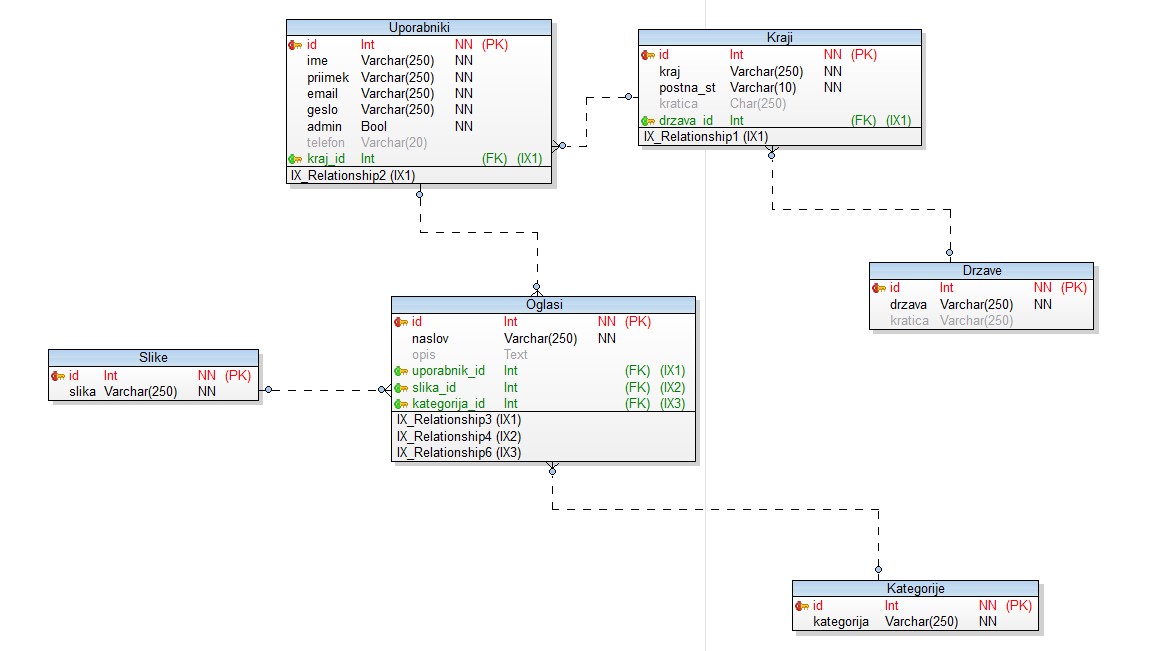 Uporabniki
id Int NN (PK)
ime Varchar(250) NN
priimek Varchar(250) NN
email Varchar(250) NN
geslo Varchar(250) NN
admin Bool NN
telefon Varchar(20)
kraj_id Int (FK) (IX1)
IX_Relationship2 (IX1)
Kraji
id Int NN (PK)
kraj Varchar(250) NN
postna_st Varchar(10) NN
kratica Char(250)
drzava_id Int (FK) (IX1)
IX_Relationship1 (IX1)
Drzave
id Int NN (PK)
drzava Varchar(250) NN
kratica Varchar(250)
Oglasi
id Int NN (PK)
naslov Varchar(250) NN
opis Text
uporabnik_id Int (FK) (IX1)
slika_id Int (FK) (IX2)
kategorija_id Int (FK) (IX3)
IX_Relationship3 (IX1)
IX_Relationship4 (IX2)
IX_Relationship6 (IX3)
Slike
id Int NN (PK)
slika Varchar(250) NN
Kategorije
id Int NN (PK)
kategorija Varchar(250) NN